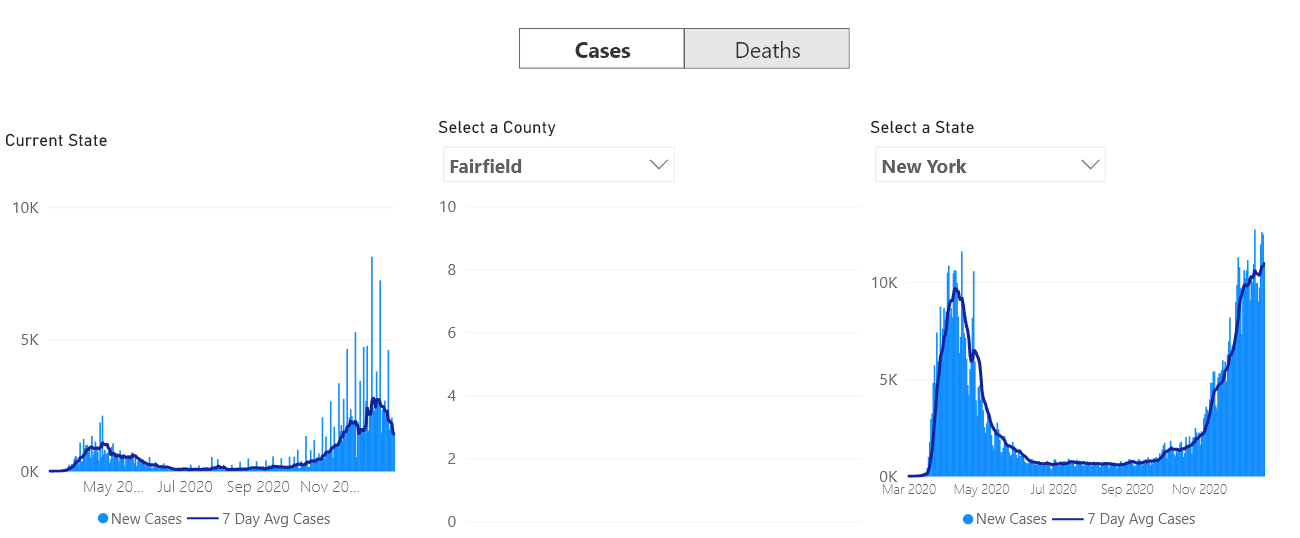 Cases Deaths
Current State
Select a County
Fairfield
Select a State
New York
10K
5K
0K
May 20... Jul 2020 Sep 2020 Nov 20...
New Cases 7 Day Avg Cases
10
8
6
4
2
0
10K
5K
0K
Mar 2020 May 2020 Jul 2020 Sep 2020 Nov 2020
New Cases 7 Day Avg Cases